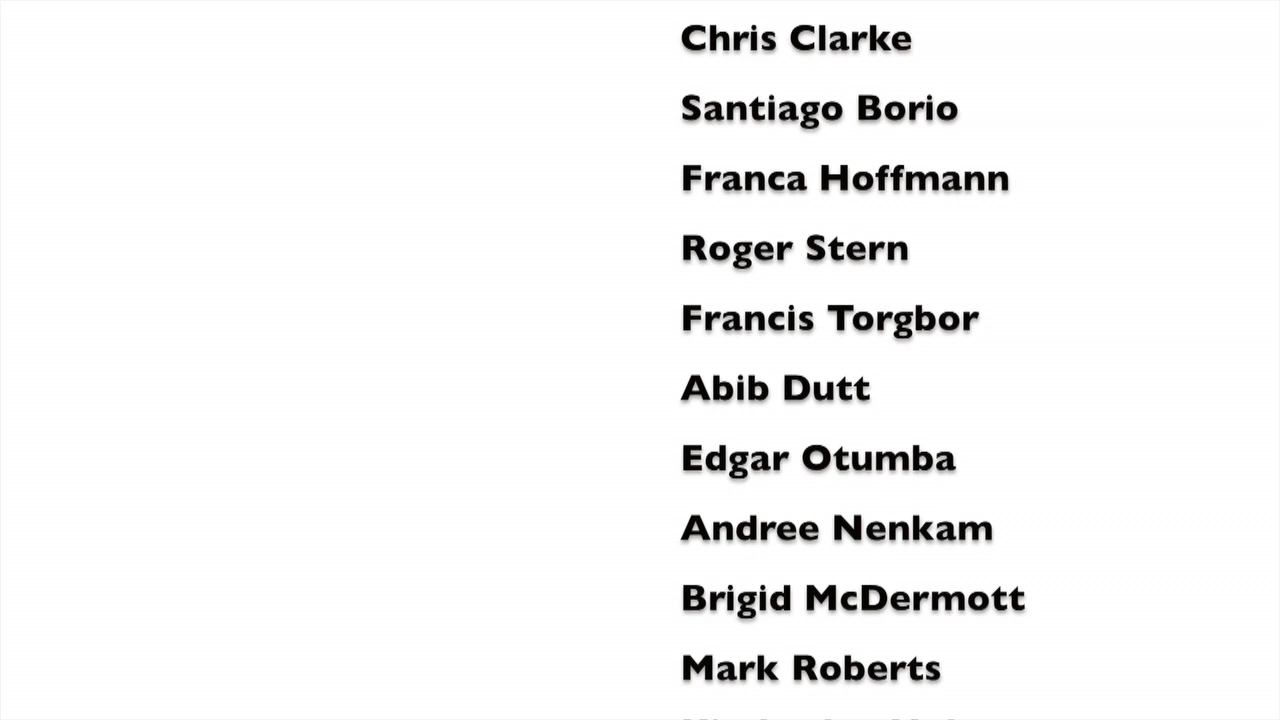 Chris Clarke
Santiago Borio
Franca Hoffmann
Roger Stern
Francis Torgbor
Abib Dutt
Edgar Otumba
Andree Nenkam
Brigid McDermott
Mark Roberts